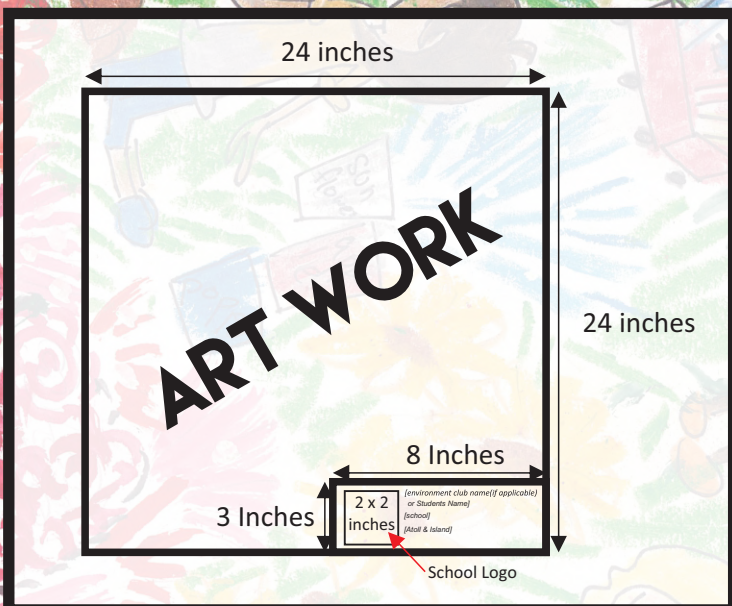 24 inches
ART WORK
24 inches
8 Inches
3 Inches
2 x 2
inches
[environment club name(if applicable)
or Students Name]
[school]
[Atoll & Island]
School Logo